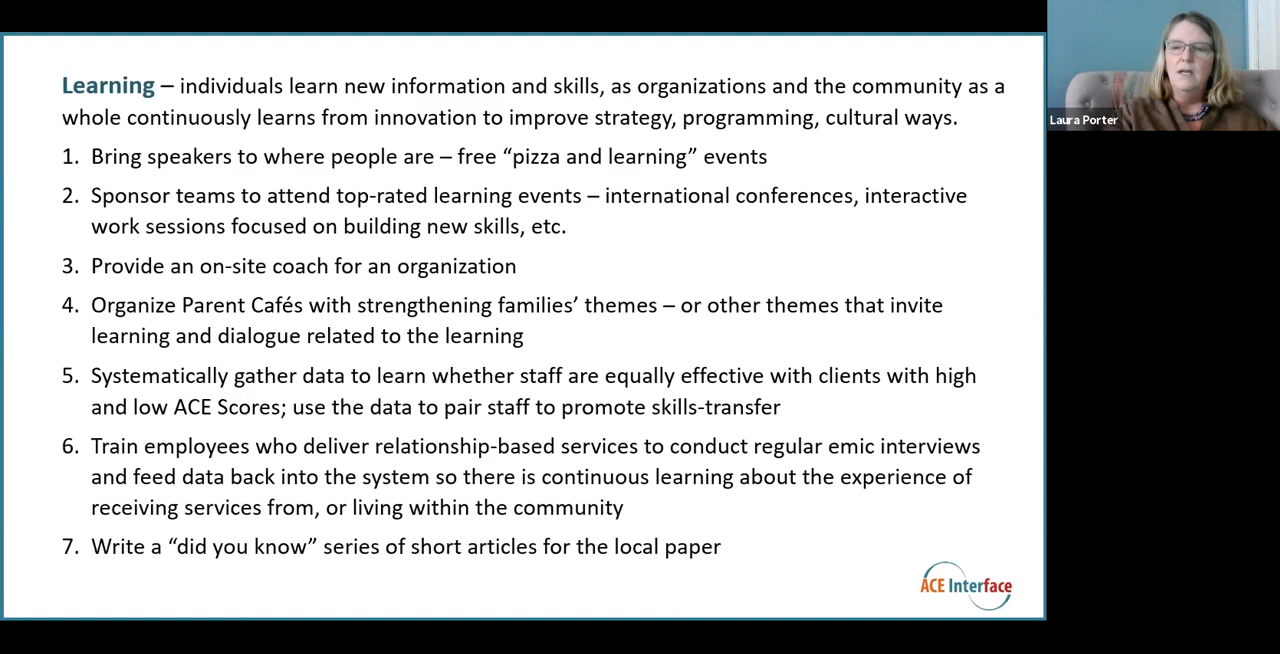 Learning – individuals learn new information and skills, as organizations and the community as a
whole continuously learns from innovation to improve strategy, programming, cultural ways.
1. Bring speakers to where people are – free “pizza and learning” events
2. Sponsor teams to attend top-rated learning events – international conferences, interactive
work sessions focused on building new skills, etc.
3. Provide an on-site coach for an organization
4. Organize Parent Cafés with strengthening families’ themes – or other themes that invite
learning and dialogue related to the learning
5. Systematically gather data to learn whether staff are equally effective with clients with high
and low ACE Scores; use the data to pair staff to promote skills-transfer
6. Train employees who deliver relationship-based services to conduct regular emic interviews
and feed data back into the system so there is continuous learning about the experience of
receiving services from, or living within the community
7. Write a “did you know” series of short articles for the local paper
ACE Interface
Laura Porter